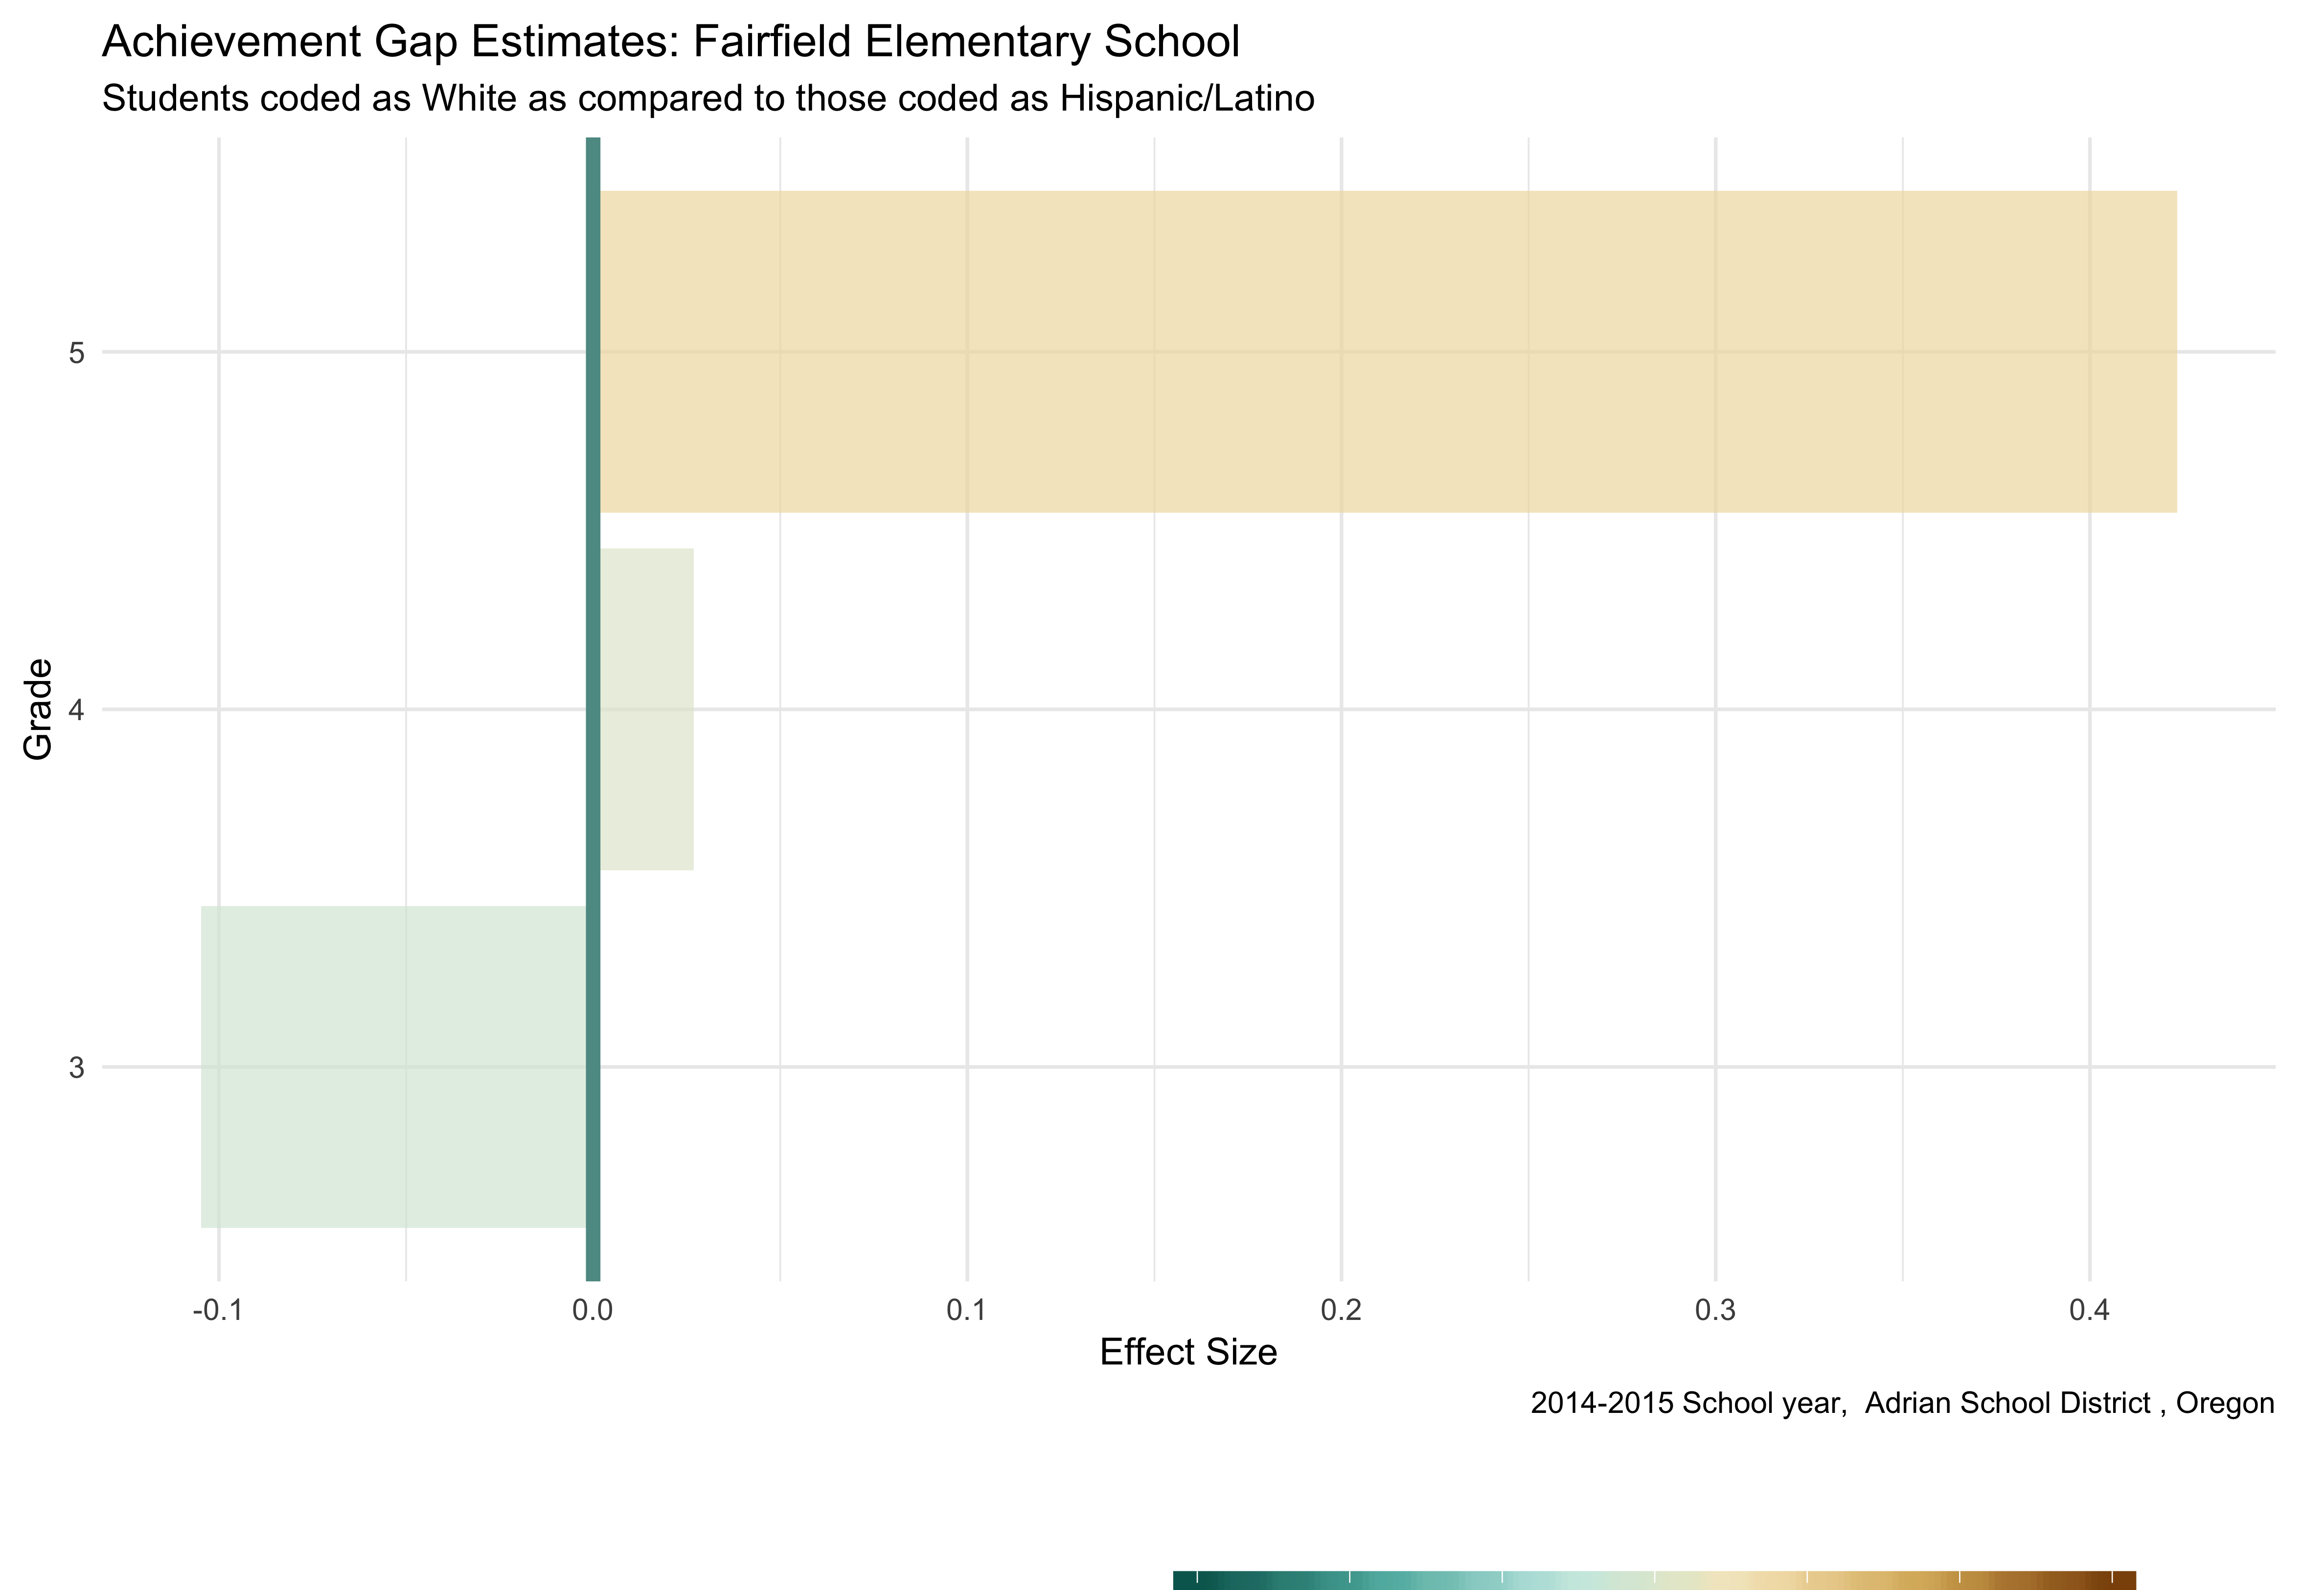 Achievement Gap Estimates: Fairfield Elementary School
Students coded as White as compared to those coded as Hispanic/Latino
5
4
3
Grade
-0.1 0.0 0.1 0.2 0.3 0.4
Effect Size
2014-2015 School year,  Adrian School District , Oregon